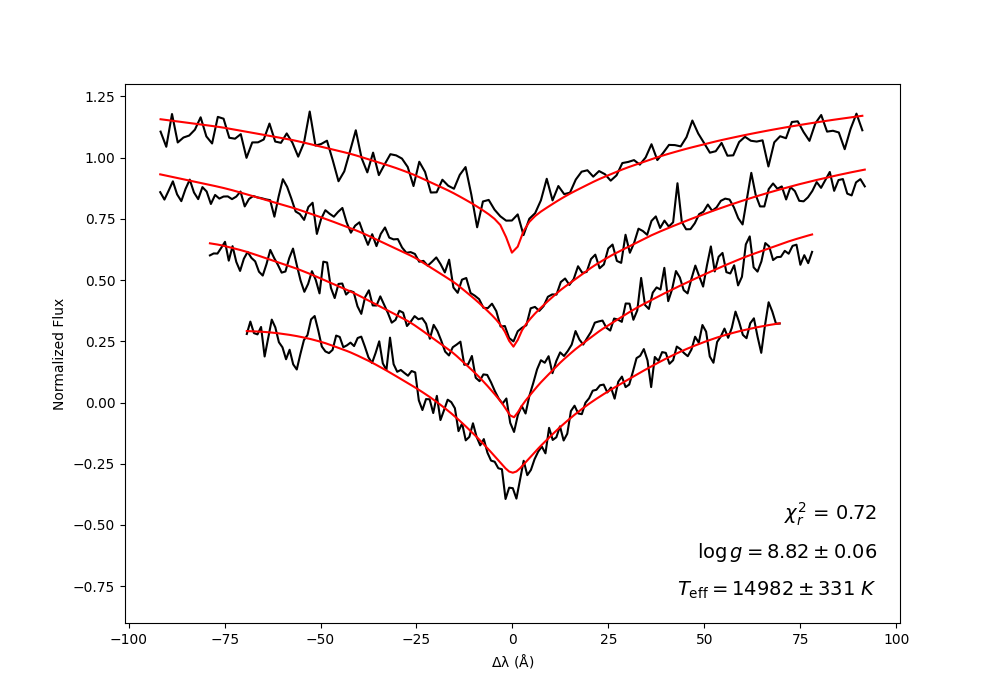 1.25
1.00
0.75
0.50
0.25
0.00
−0.25
−0.50
−0.75
Normalized Flux
χ²ᵣ = 0.72
log g = 8.82 ± 0.06
T_eff = 14982 ± 331 K
−100 −75 −50 −25 0 25 50 75 100
Δλ (Å)